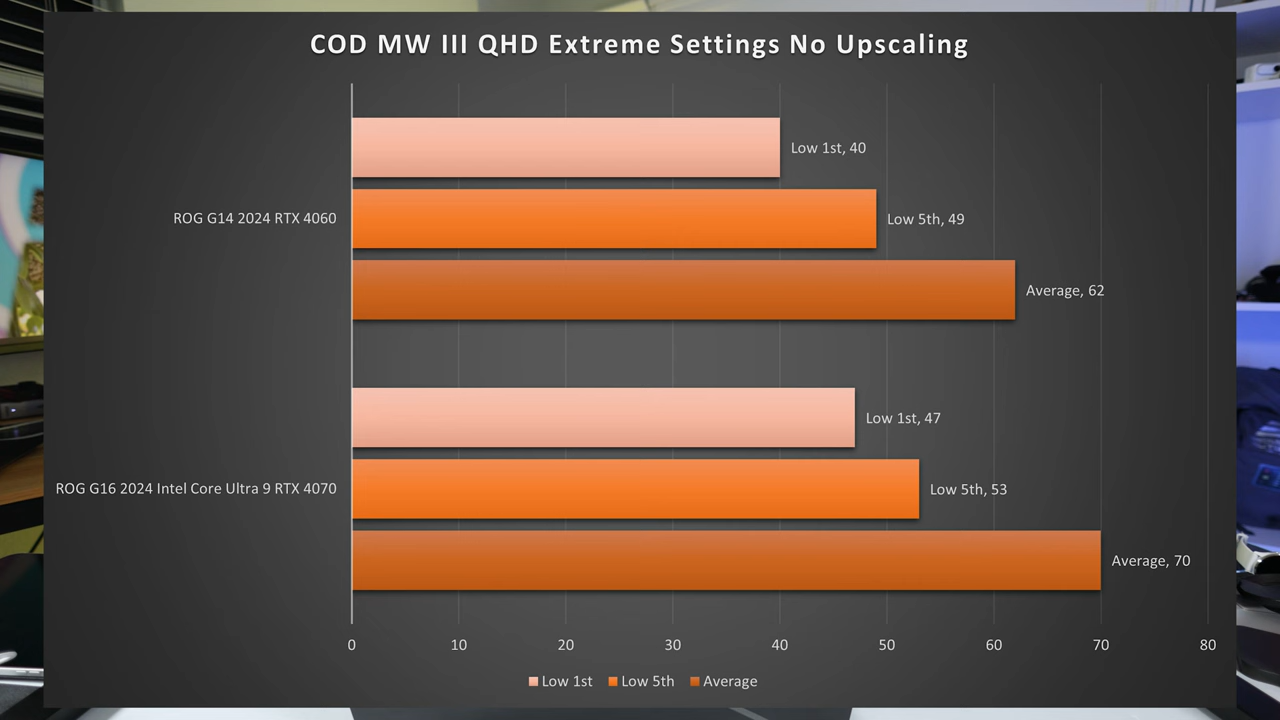 COD MW III QHD Extreme Settings No Upscaling
Low 1st, 40
ROG G14 2024 RTX 4060
Low 5th, 49
Average, 62
Low 1st, 47
ROG G16 2024 Intel Core Ultra 9 RTX 4070
Low 5th, 53
Average, 70
0 10 20 30 40 50 60 70 80
Low 1st Low 5th Average